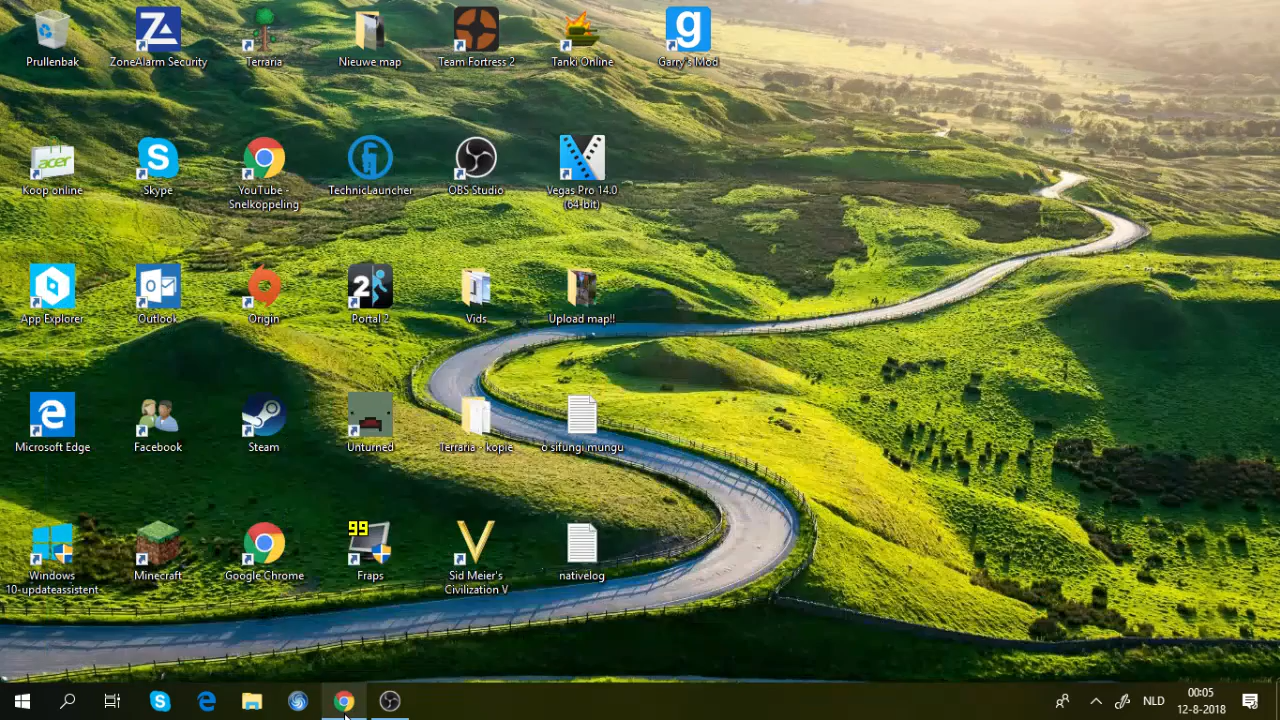 Prullenbak
ZoneAlarm Security
Terraria
Nieuwe map
Team Fortress 2
Tanki Online
g
Garry's Mod
acer
Koop online
S
Skype
YouTube -
Snelkoppeling
TechnicLauncher
OBS Studio
Vegas Pro 14.0
(64-bit)
App Explorer
Outlook
Origin
2
Portal 2
Vids
Upload map!!
Microsoft Edge
Facebook
Steam
Unturned
Terraria - kopie
o sifungi mungu
Windows
10-updateassistent
Minecraft
Google Chrome
99
Fraps
Sid Meier's
Civilization V
nativelog
NLD
00:05
12-8-2018